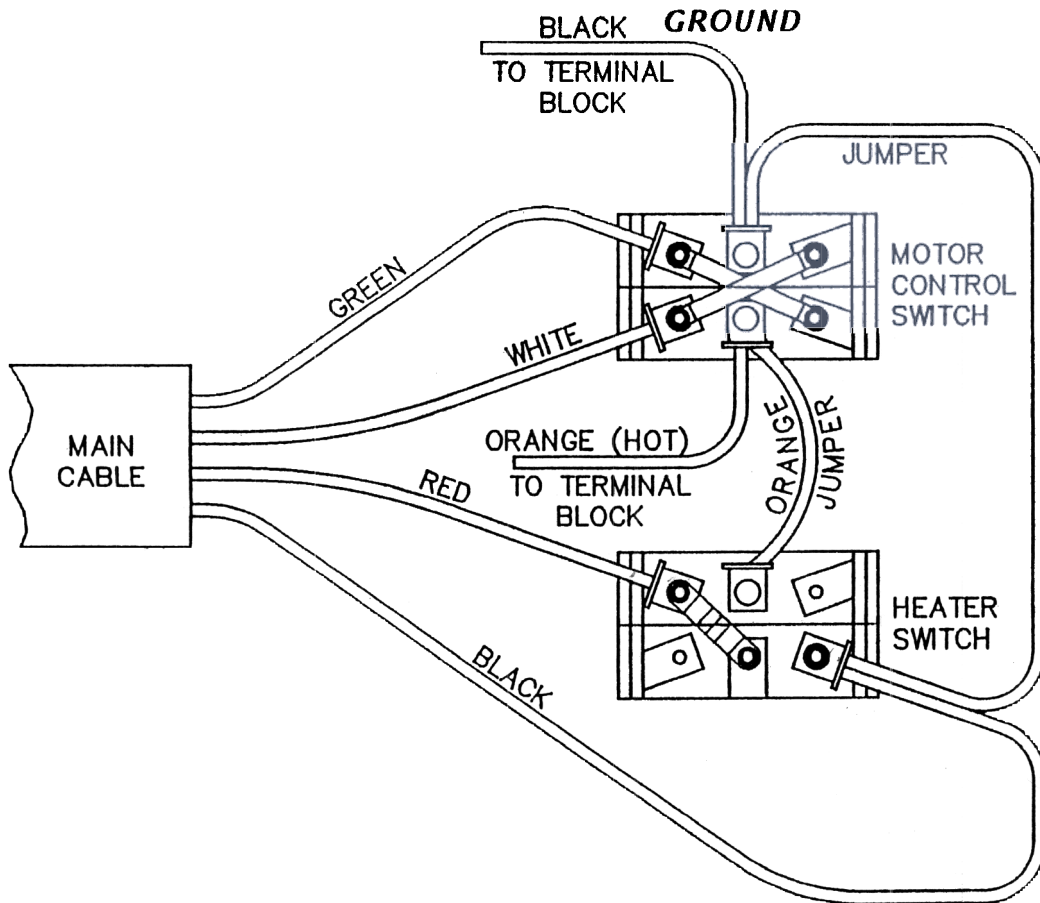 BLACK
GROUND
TO TERMINAL
BLOCK
JUMPER
MOTOR
CONTROL
SWITCH
GREEN
WHITE
MAIN
CABLE
ORANGE (HOT)
TO TERMINAL
BLOCK
ORANGE
JUMPER
RED
HEATER
SWITCH
BLACK